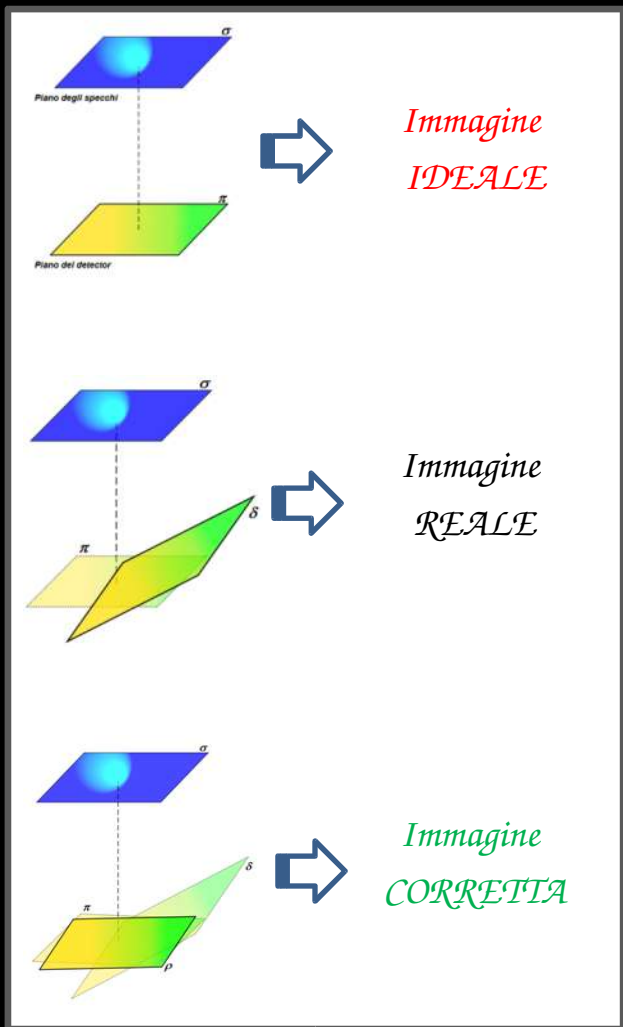 σ
Piano degli specchi
π
Piano del detector
Immagine
IDEALE
σ
π
δ
Immagine
REALE
σ
π
δ
ρ
Immagine
CORRETTA